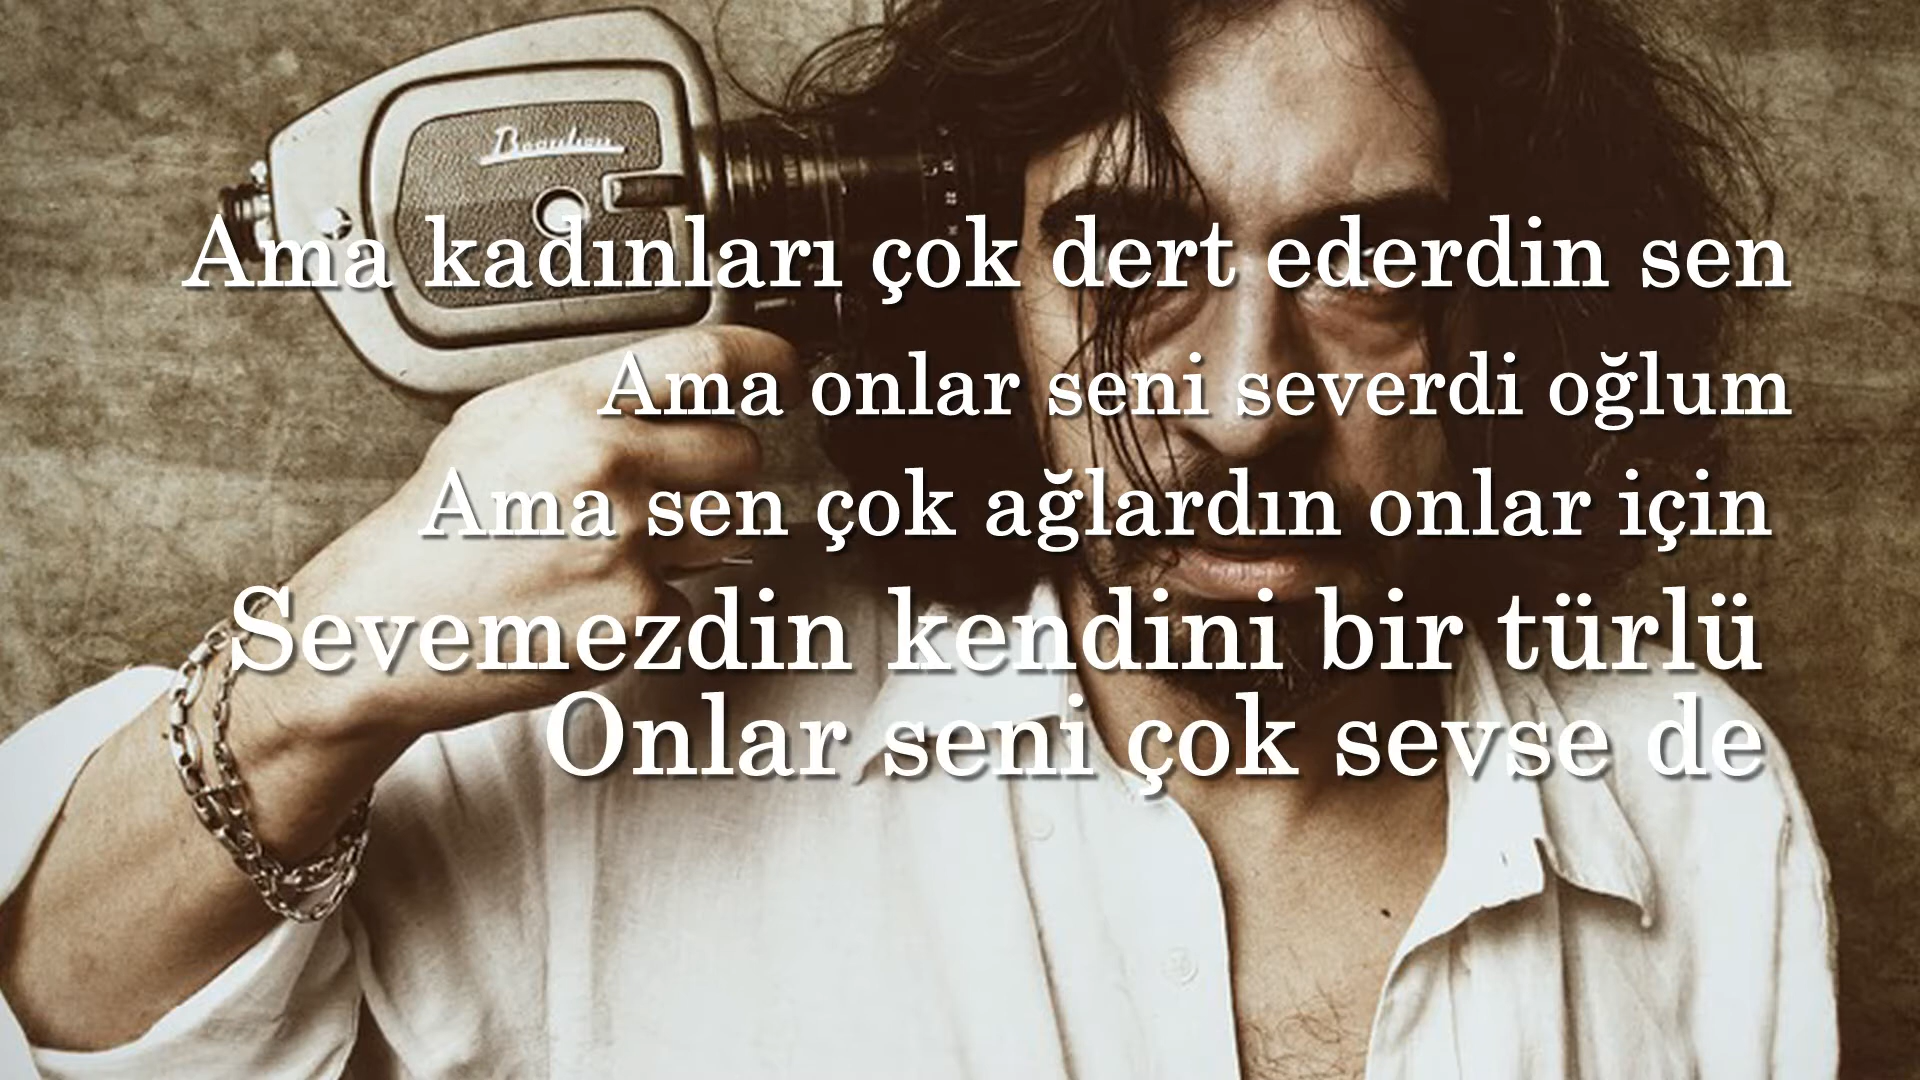 Beaulieu
Ama kadınları çok dert ederdin sen
Ama onlar seni severdi oğlum
Ama sen çok ağlardın onlar için
Sevemezdin kendini bir türlü
Onlar seni çok sevse de